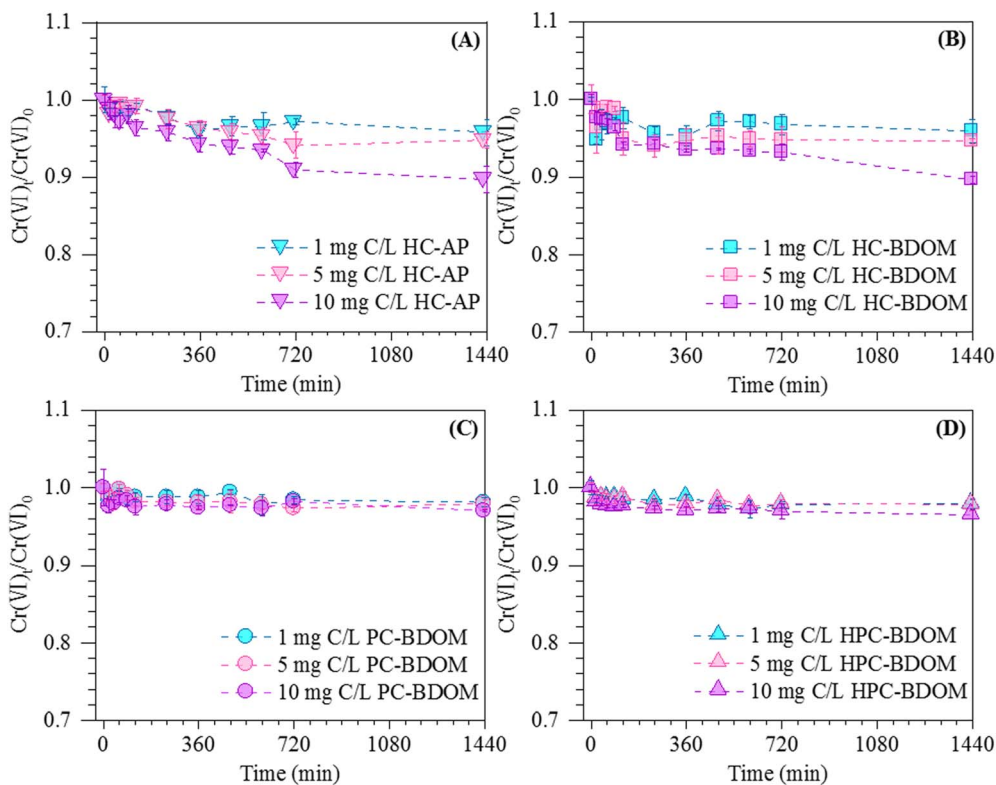 (A)
1.1
1.0
0.9
0.8
0.7
Cr(VI)t/Cr(VI)0
1 mg C/L HC-AP
5 mg C/L HC-AP
10 mg C/L HC-AP
0 360 720 1080 1440
Time (min)
(B)
1.1
1.0
0.9
0.8
0.7
Cr(VI)t/Cr(VI)0
1 mg C/L HC-BDOM
5 mg C/L HC-BDOM
10 mg C/L HC-BDOM
0 360 720 1080 1440
Time (min)
(C)
1.1
1.0
0.9
0.8
0.7
Cr(VI)t/Cr(VI)0
1 mg C/L PC-BDOM
5 mg C/L PC-BDOM
10 mg C/L PC-BDOM
0 360 720 1080 1440
Time (min)
(D)
1.1
1.0
0.9
0.8
0.7
Cr(VI)t/Cr(VI)0
1 mg C/L HPC-BDOM
5 mg C/L HPC-BDOM
10 mg C/L HPC-BDOM
0 360 720 1080 1440
Time (min)